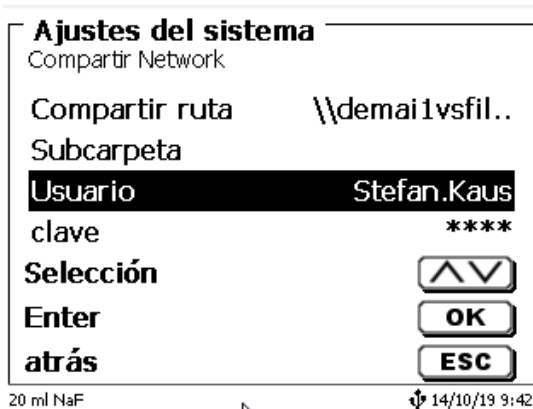 Ajustes del sistema
Compartir Network
Compartir ruta \\demai1vsfil..
Subcarpeta
Usuario Stefan.Kaus
clave ****
Selección
Enter OK
atrás ESC
20 ml NaF 14/10/19 9:42